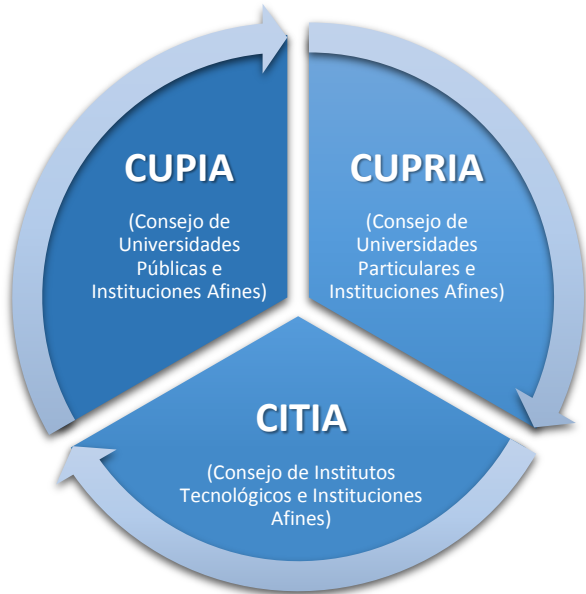 CUPIA
(Consejo de
Universidades
Públicas e
Instituciones Afines)
CUPRIA
(Consejo de
Universidades
Particulares e
Instituciones Afines)
CITIA
(Consejo de Institutos
Tecnológicos e Instituciones
Afines)